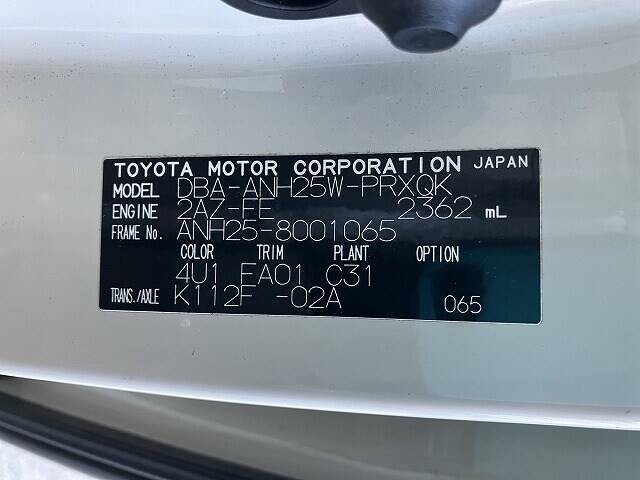 TOYOTA MOTOR CORPORATION JAPAN
MODEL DBA-ANH25W-PRXQK
ENGINE 2AZ-FE 2362 mL
FRAME No. ANH25-8001065
COLOR TRIM PLANT OPTION
4U1 FA01 C31
TRANS./AXLE K112F -02A 065